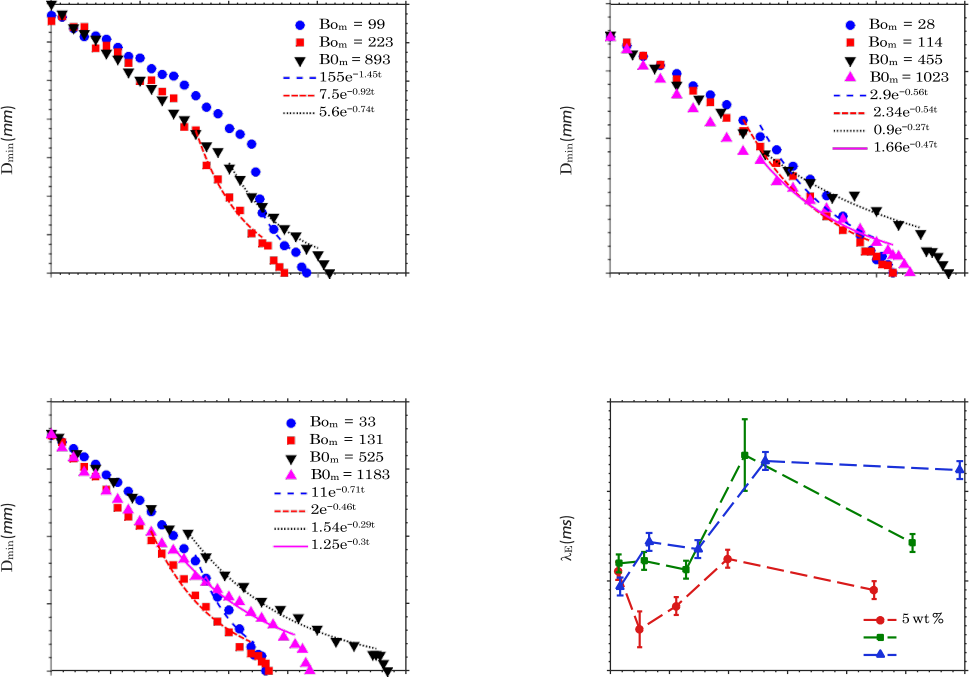 D_min(mm)
Bo_m = 99
Bo_m = 223
B0_m = 893
155e^−1.45t
7.5e^−0.92t
5.6e^−0.74t
D_min(mm)
Bo_m = 28
Bo_m = 114
B0_m = 455
B0_m = 1023
2.9e^−0.56t
2.34e^−0.54t
0.9e^−0.27t
1.66e^−0.47t
D_min(mm)
Bo_m = 33
Bo_m = 131
B0_m = 525
B0_m = 1183
11e^−0.71t
2e^−0.46t
1.54e^−0.29t
1.25e^−0.3t
λ_E(ms)
5 wt %